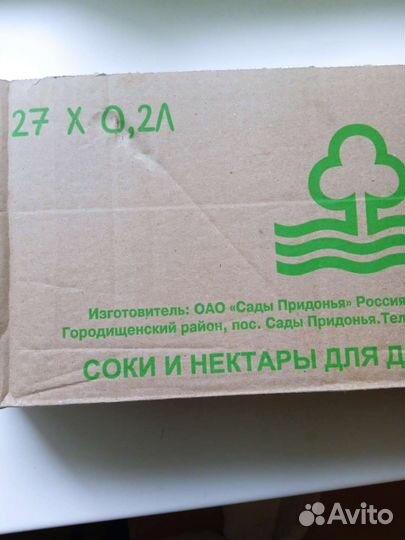 27 X 0,2Л
Изготовитель: ОАО «Сады Придонья» Россия
Городищенский район, пос. Сады Придонья.Тел
СОКИ И НЕКТАРЫ ДЛЯ Д
Avito